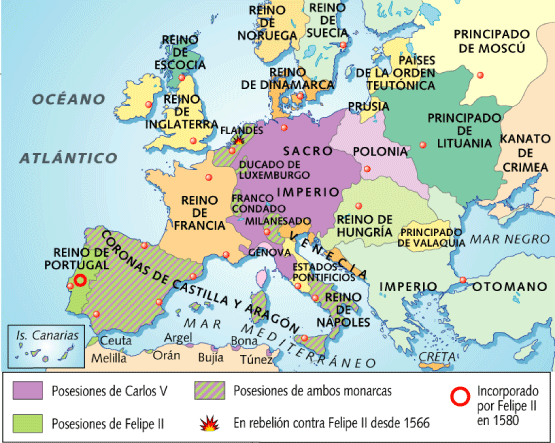 REINO
DE
NORUEGA
REINO
DE
SUECIA
PRINCIPADO
DE MOSCÚ
REINO
DE
ESCOCIA
REINO
DE DINAMARCA
PAÍSES
DE LA ORDEN
TEUTÓNICA
OCÉANO
REINO
DE
INGLATERRA
PRUSIA
PRINCIPADO
DE
LITUANIA
FLANDES
KANATO
DE
CRIMEA
ATLÁNTICO
SACRO
IMPERIO
POLONIA
DUCADO DE
LUXEMBURGO
REINO
DE
FRANCIA
FRANCO
CONDADO
MILANESADO
REINO DE
HUNGRÍA
PRINCIPADO
DE VALAQUIA
MAR NEGRO
VENECIA
GÉNOVA
REINO DE
PORTUGAL
CORONAS DE CASTILLA Y ARAGÓN
ESTADOS
PONTIFICIOS
IMPERIO OTOMANO
REINO
DE
NÁPOLES
MAR MEDITERRÁNEO
Is. Canarias
Ceuta
Melilla
Orán
Argel
Bujía
Bona
Túnez
CRETA
Posesiones de Carlos V
Posesiones de Felipe II
Posesiones de ambos monarcas
En rebelión contra Felipe II desde 1566
Incorporado
por Felipe II
en 1580